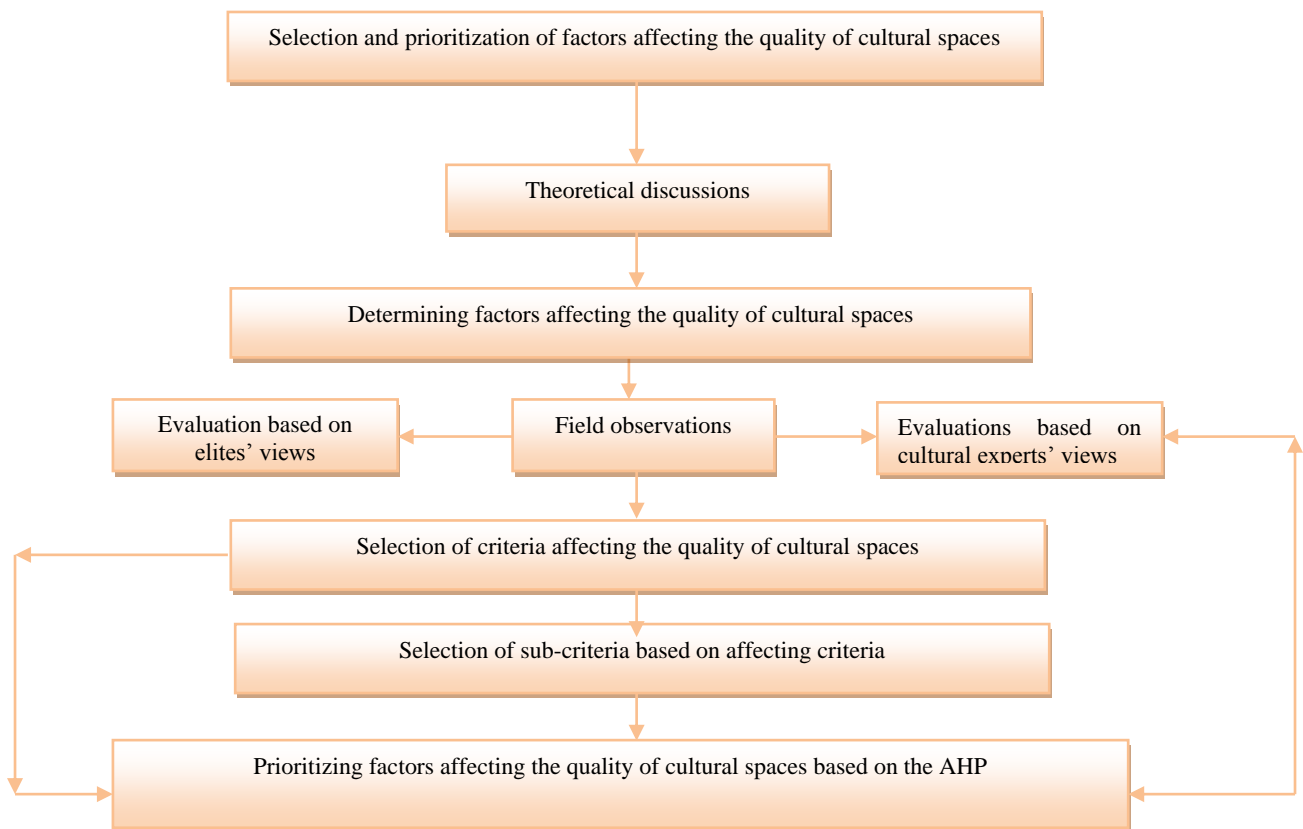 Selection and prioritization of factors affecting the quality of cultural spaces
Theoretical discussions
Determining factors affecting the quality of cultural spaces
Evaluation based on
elites’ views
Field observations
Evaluations based on
cultural experts’ views
Selection of criteria affecting the quality of cultural spaces
Selection of sub-criteria based on affecting criteria
Prioritizing factors affecting the quality of cultural spaces based on the AHP